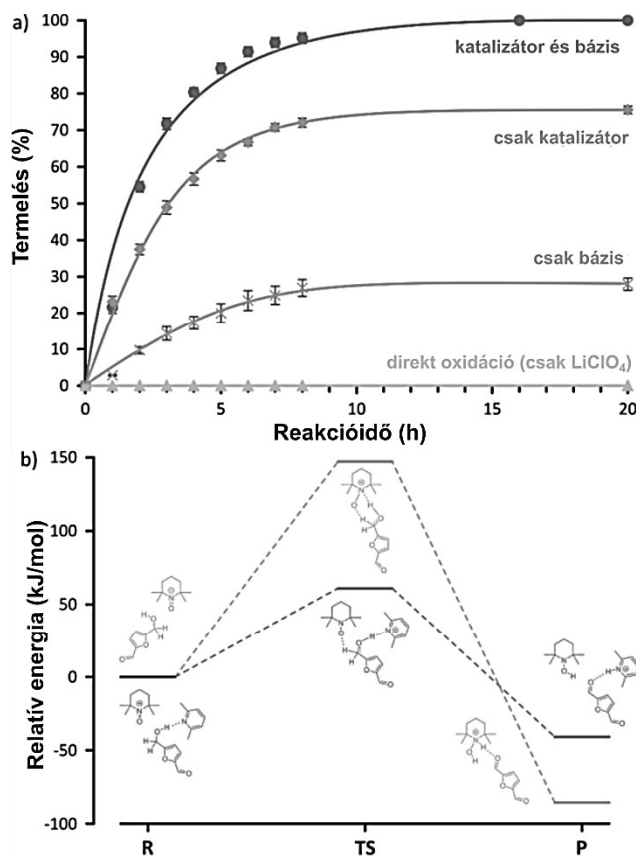 a)
100
90
80
70
60
50
40
30
20
10
0
Termelés (%)
katalizátor és bázis
csak katalizátor
csak bázis
direkt oxidáció (csak LiClO₄)
0
5
10
15
20
Reakcióidő (h)
b)
150
100
50
0
-50
-100
Relatív energia (kJ/mol)
R
TS
P